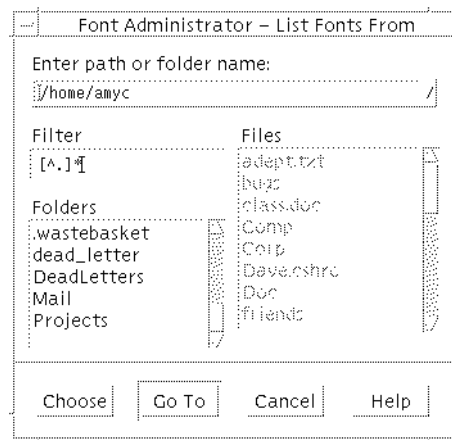 Font Administrator – List Fonts From
Enter path or folder name:
/home/amyc /
Filter
[^.]*
Folders
.wastebasket
dead_letter
DeadLetters
Mail
Projects
Files
adept.txt
bugs
class.doc
Comp
Corp
Dave.cshrc
Doc
friends
Choose
Go To
Cancel
Help